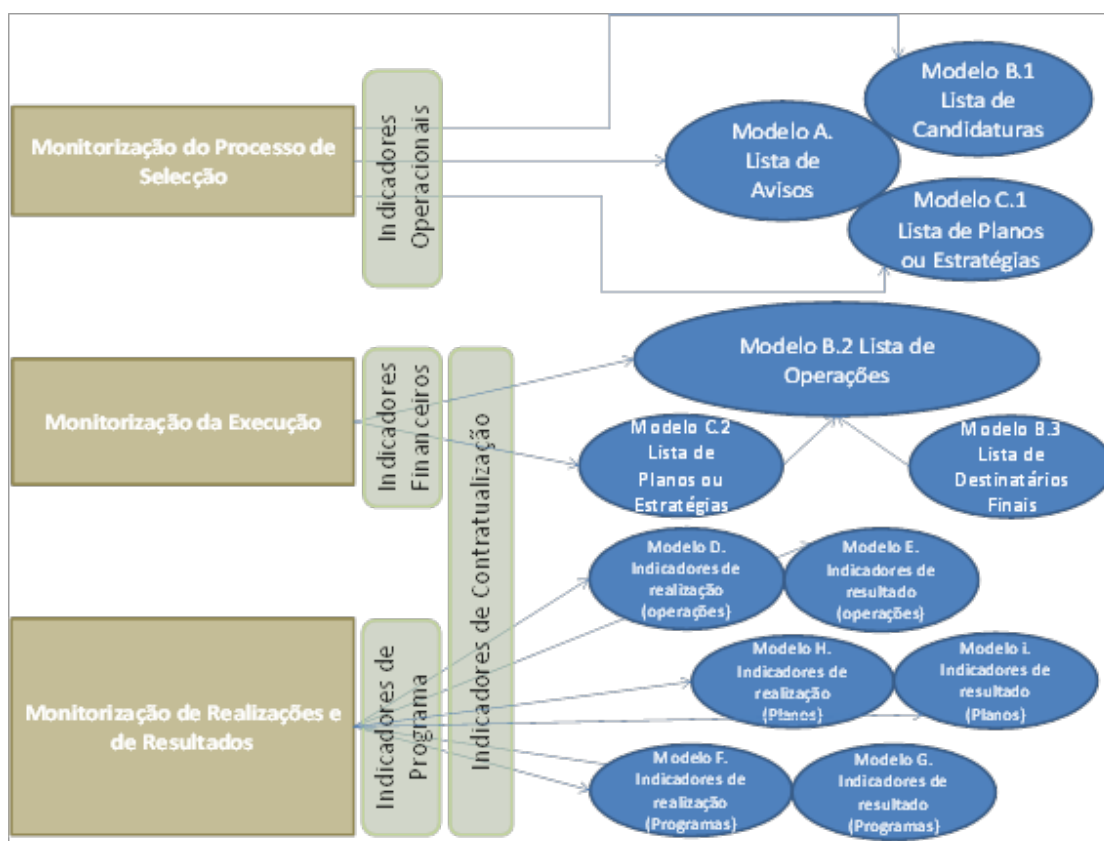 Monitorização do Processo de
Selecção
Indicadores
Operacionais
Modelo A.
Lista de
Avisos
Modelo B.1
Lista de
Candidaturas
Modelo C.1
Lista de Planos
ou Estratégias
Monitorização da Execução
Indicadores
Financeiros
Indicadores de Contratualização
Modelo B.2 Lista de
Operações
Modelo C.2
Lista de
Planos ou
Estratégias
Modelo B.3
Lista de
Destinatários
Finais
Monitorização de Realizações e
de Resultados
Indicadores de
Programa
Modelo D.
Indicadores de
realização
(operações}
Modelo E.
Indicadores de
resultado
(operações}
Modelo H.
Indicadores de
realização
(Planos}
Modelo i.
Indicadores de
resultado
(Planos}
Modelo F.
Indicadores de
realização
(Programas}
Modelo G.
Indicadores de
resultado
(Programas}